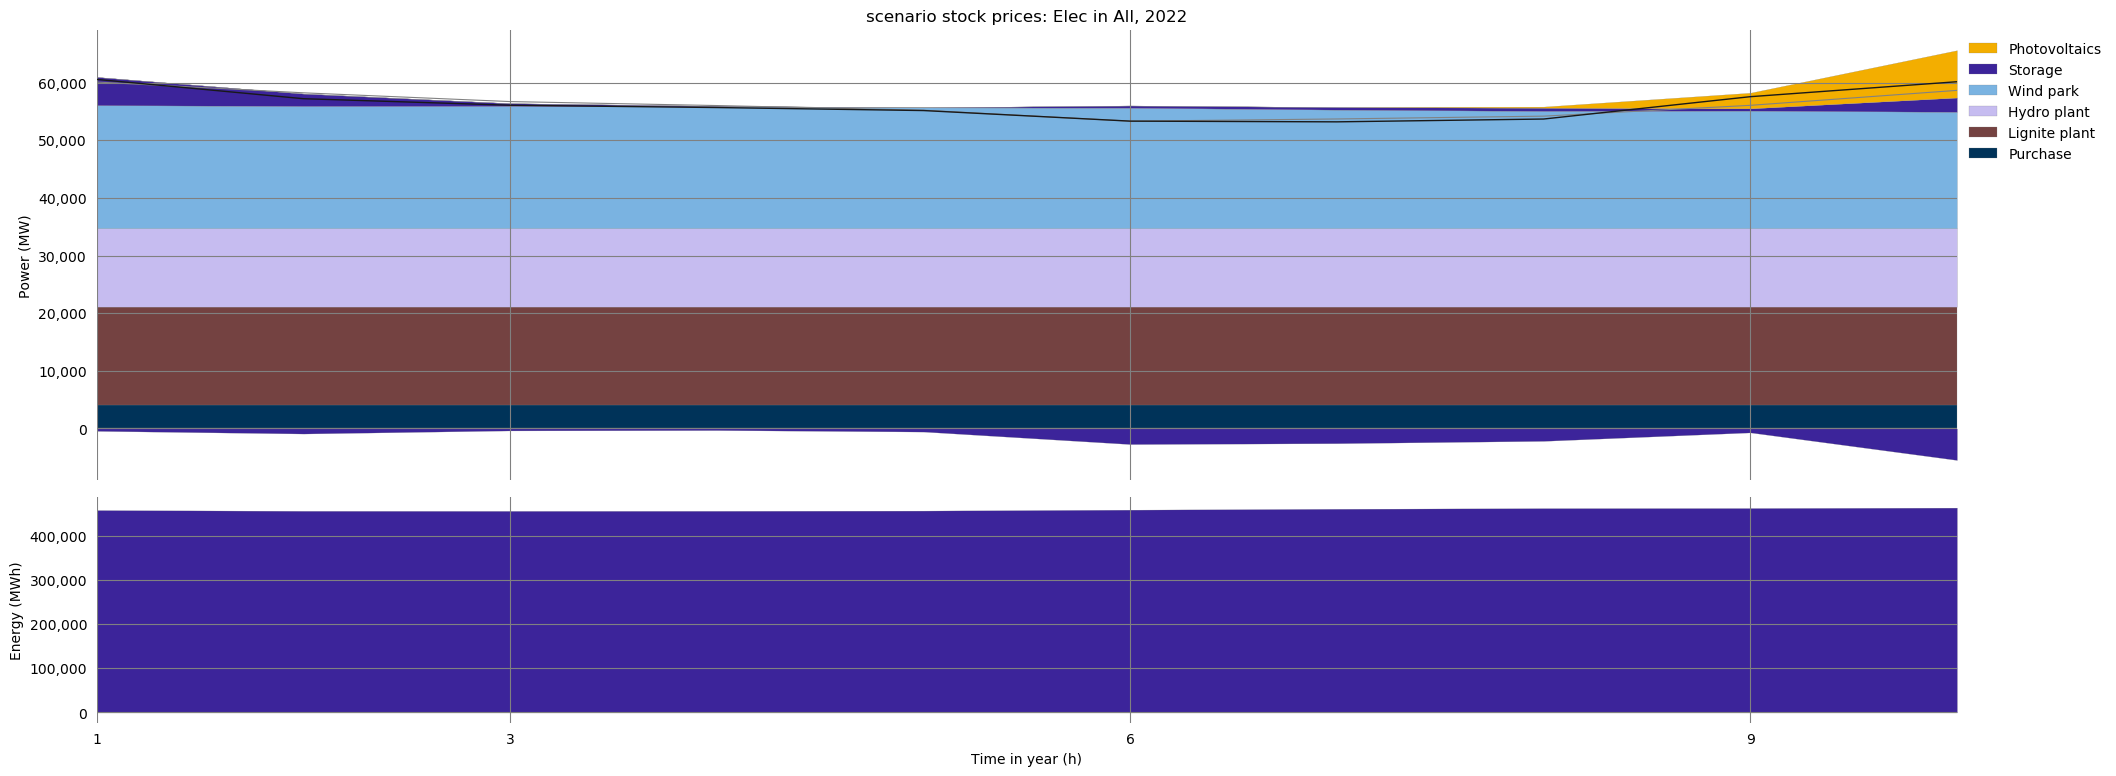 scenario stock prices: Elec in All, 2022
Power (MW)
60,000
50,000
40,000
30,000
20,000
10,000
0
Photovoltaics
Storage
Wind park
Hydro plant
Lignite plant
Purchase
Energy (MWh)
400,000
300,000
200,000
100,000
0
1 3 6 9
Time in year (h)